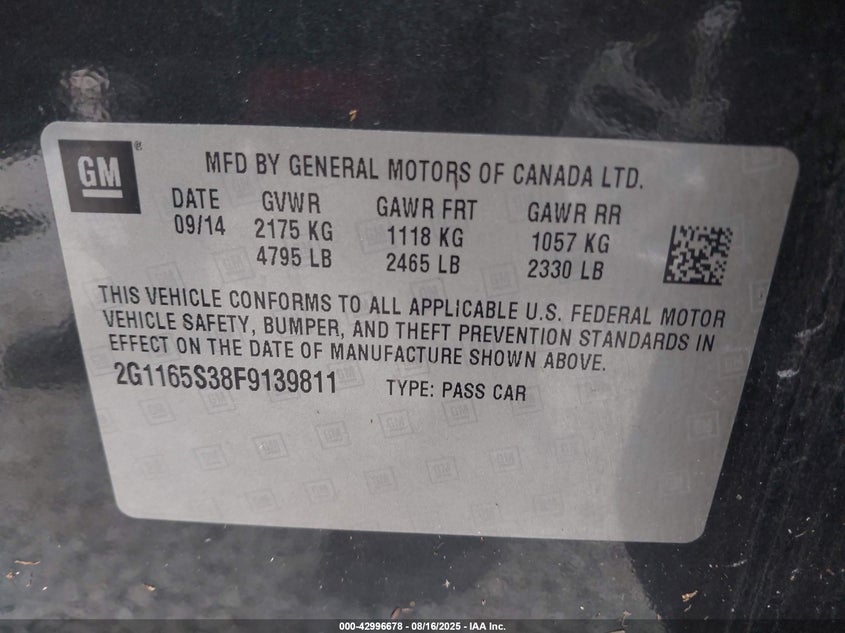 GM ®
MFD BY GENERAL MOTORS OF CANADA LTD.
DATE GVWR GAWR FRT GAWR RR
09/14 2175 KG 1118 KG 1057 KG
4795 LB 2465 LB 2330 LB
THIS VEHICLE CONFORMS TO ALL APPLICABLE U.S. FEDERAL MOTOR
VEHICLE SAFETY, BUMPER, AND THEFT PREVENTION STANDARDS IN
EFFECT ON THE DATE OF MANUFACTURE SHOWN ABOVE.
2G1165S38F9139811 TYPE: PASS CAR
000-42996678 - 08/16/2025 - IAA Inc.